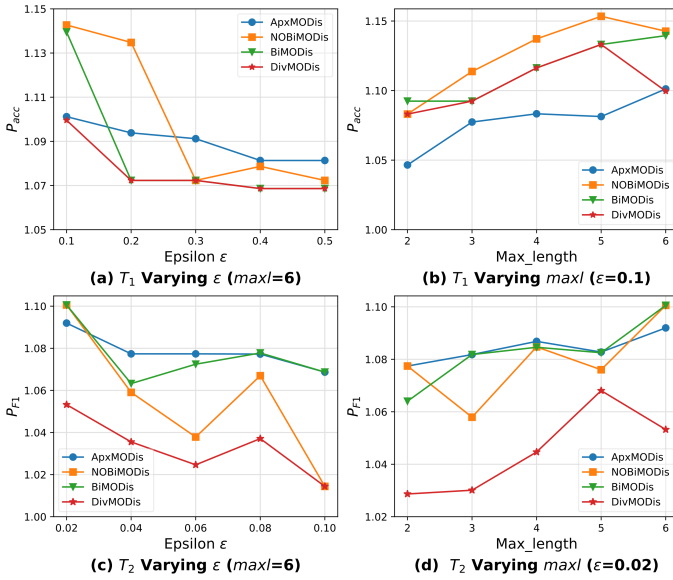 1.15
1.13
1.11
1.09
1.07
1.05
P_acc
0.1 0.2 0.3 0.4 0.5
Epsilon ε
ApxMODis
NOBiMODis
BiMODis
DivMODis
(a) T₁ Varying ε (maxl=6)
1.15
1.10
1.05
1.00
P_acc
2 3 4 5 6
Max_length
ApxMODis
NOBiMODis
BiMODis
DivMODis
(b) T₁ Varying maxl (ε=0.1)
1.10
1.08
1.06
1.04
1.02
1.00
P_F1
0.02 0.04 0.06 0.08 0.10
Epsilon ε
ApxMODis
NOBiMODis
BiMODis
DivMODis
(c) T₂ Varying ε (maxl=6)
1.10
1.08
1.06
1.04
1.02
P_F1
2 3 4 5 6
Max_length
ApxMODis
NOBiMODis
BiMODis
DivMODis
(d) T₂ Varying maxl (ε=0.02)